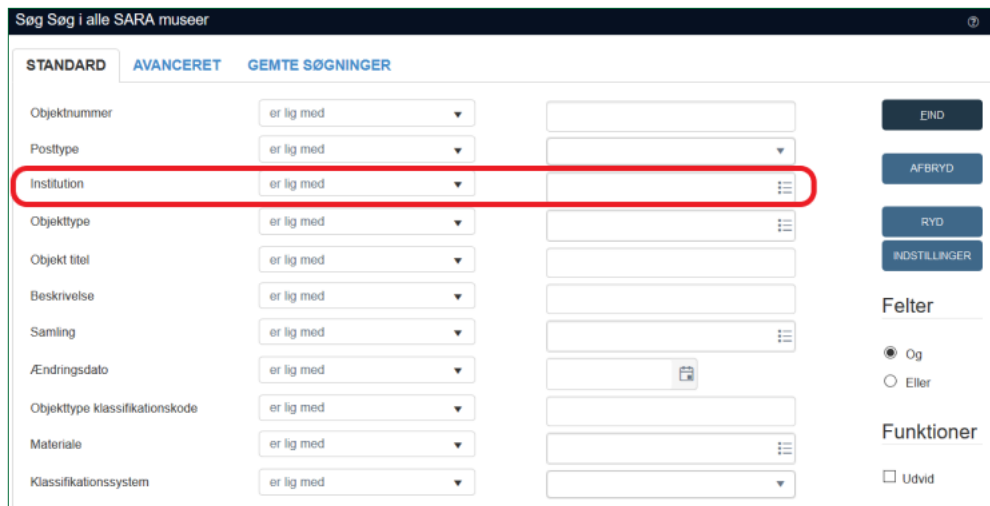 Søg Søg i alle SARA museer
STANDARD AVANCERET GEMTE SØGNINGER
Objektnummer er lig med FIND
Posttype er lig med
AFBRYD
Institution er lig med
Objekttype er lig med RYD
Objekt titel er lig med INDSTILLINGER
Beskrivelse er lig med
Felter
Samling er lig med
Og
Ændringsdato er lig med
Eller
Objekttype klassifikationskode er lig med
Funktioner
Materiale er lig med
Klassifikationssystem er lig med Udvid